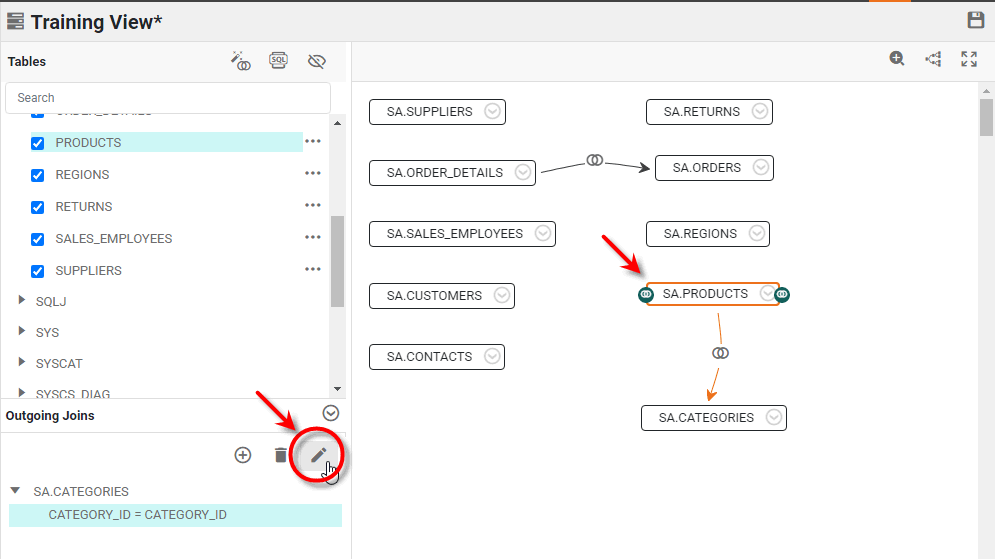 Training View*
Tables
SQL
Search
ORDER_DETAILS
PRODUCTS
REGIONS
RETURNS
SALES_EMPLOYEES
SUPPLIERS
SQLJ
SYS
SYSCAT
SYSCS_DIAG
Outgoing Joins
SA.CATEGORIES
CATEGORY_ID = CATEGORY_ID
SA.SUPPLIERS
SA.RETURNS
SA.ORDER_DETAILS
SA.ORDERS
SA.SALES_EMPLOYEES
SA.REGIONS
SA.CUSTOMERS
SA.PRODUCTS
SA.CONTACTS
SA.CATEGORIES